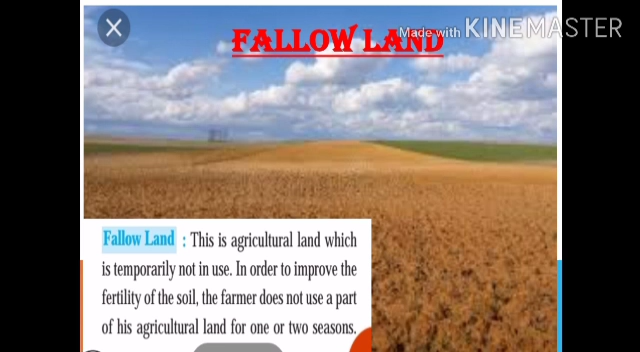 FALLOW LAND
Made with KINEMASTER
Fallow Land : This is agricultural land which
is temporarily not in use. In order to improve the
fertility of the soil, the farmer does not use a part
of his agricultural land for one or two seasons.